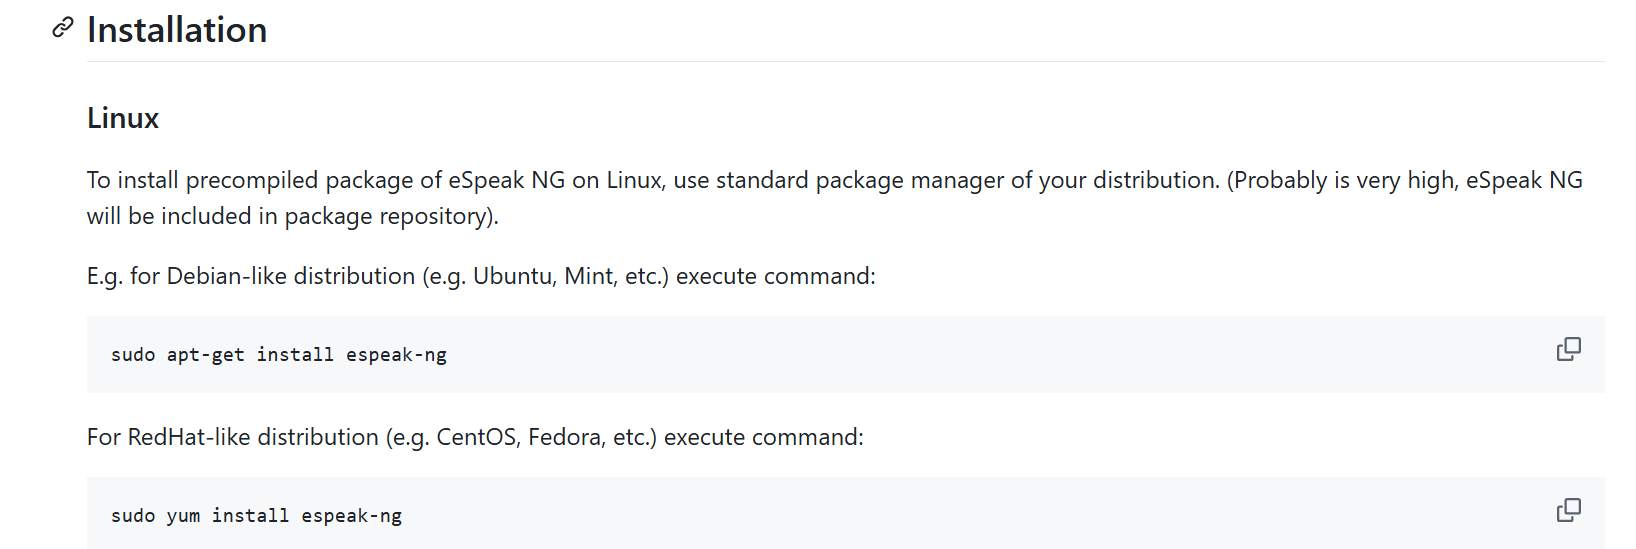 Installation
Linux
To install precompiled package of eSpeak NG on Linux, use standard package manager of your distribution. (Probably is very high, eSpeak NG
will be included in package repository).
E.g. for Debian-like distribution (e.g. Ubuntu, Mint, etc.) execute command:
sudo apt-get install espeak-ng
For RedHat-like distribution (e.g. CentOS, Fedora, etc.) execute command:
sudo yum install espeak-ng